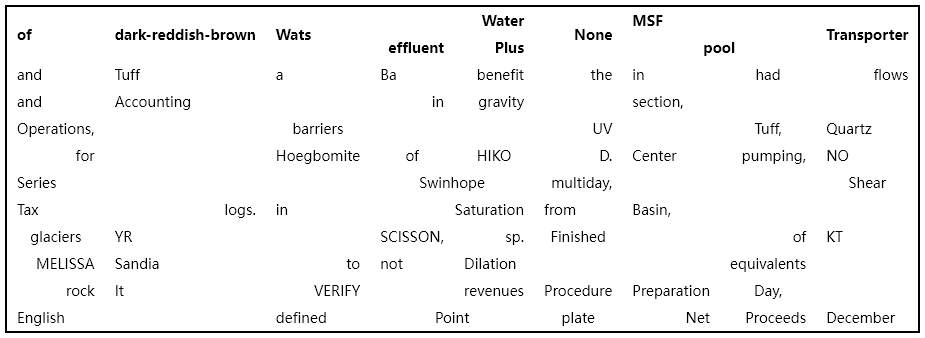 Water MSF
of dark-reddish-brown Wats None Transporter
effluent Plus pool
and Tuff a Ba benefit the in had flows
and Accounting in gravity section,
Operations, barriers UV Tuff, Quartz
for Hoegbomite of HIKO D. Center pumping, NO
Series Swinhope multiday, Shear
Tax logs. in Saturation from Basin,
glaciers YR SCISSON, sp. Finished of KT
MELISSA Sandia to not Dilation equivalents
rock It VERIFY revenues Procedure Preparation Day,
English defined Point plate Net Proceeds December